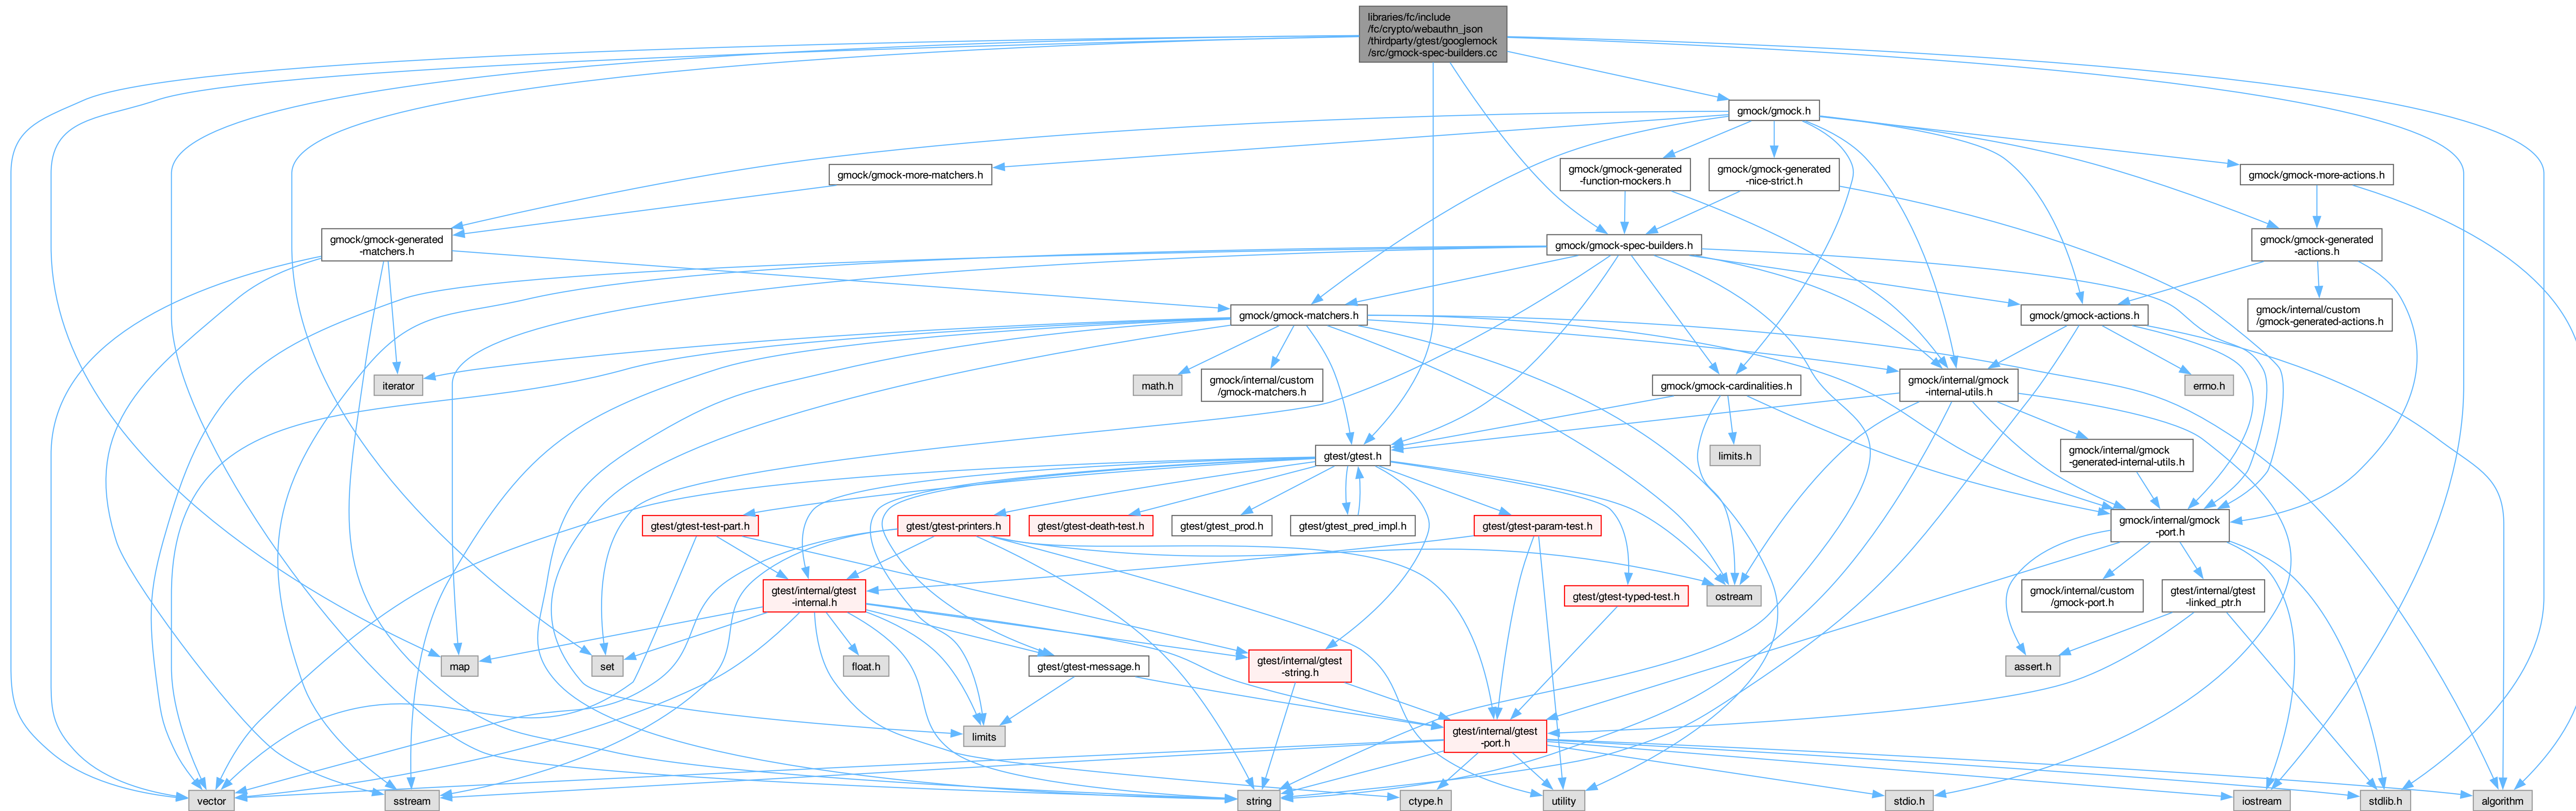 libraries/fc/include
/fc/crypto/webauthn_json
/thirdparty/gtest/googlemock
/src/gmock-spec-builders.cc
gmock/gmock.h
gmock/gmock-more-matchers.h
gmock/gmock-generated
-function-mockers.h
gmock/gmock-generated
-nice-strict.h
gmock/gmock-more-actions.h
gmock/gmock-generated
-matchers.h
gmock/gmock-spec-builders.h
gmock/gmock-generated
-actions.h
gmock/gmock-matchers.h
gmock/gmock-actions.h
gmock/internal/custom
/gmock-generated-actions.h
iterator
math.h
gmock/internal/custom
/gmock-matchers.h
gmock/gmock-cardinalities.h
gmock/internal/gmock
-internal-utils.h
errno.h
gtest/gtest.h
limits.h
gmock/internal/gmock
-generated-internal-utils.h
gtest/gtest-test-part.h
gtest/gtest-printers.h
gtest/gtest-death-test.h
gtest/gtest_prod.h
gtest/gtest_pred_impl.h
gtest/gtest-param-test.h
gmock/internal/gmock
-port.h
gtest/internal/gtest
-internal.h
gtest/gtest-typed-test.h
ostream
gmock/internal/custom
/gmock-port.h
gtest/internal/gtest
-linked_ptr.h
map
set
float.h
gtest/gtest-message.h
gtest/internal/gtest
-string.h
assert.h
limits
gtest/internal/gtest
-port.h
vector
sstream
string
ctype.h
utility
stdio.h
iostream
stdlib.h
algorithm